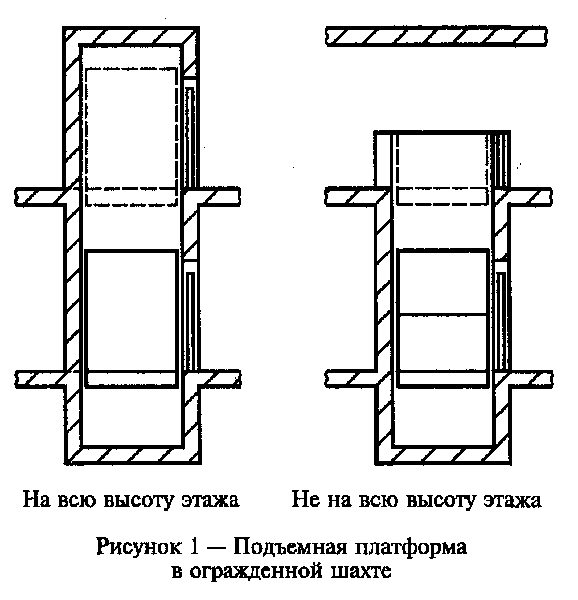 На всю высоту этажа
Не на всю высоту этажа
Рисунок 1 — Подъемная платформа
в огражденной шахте